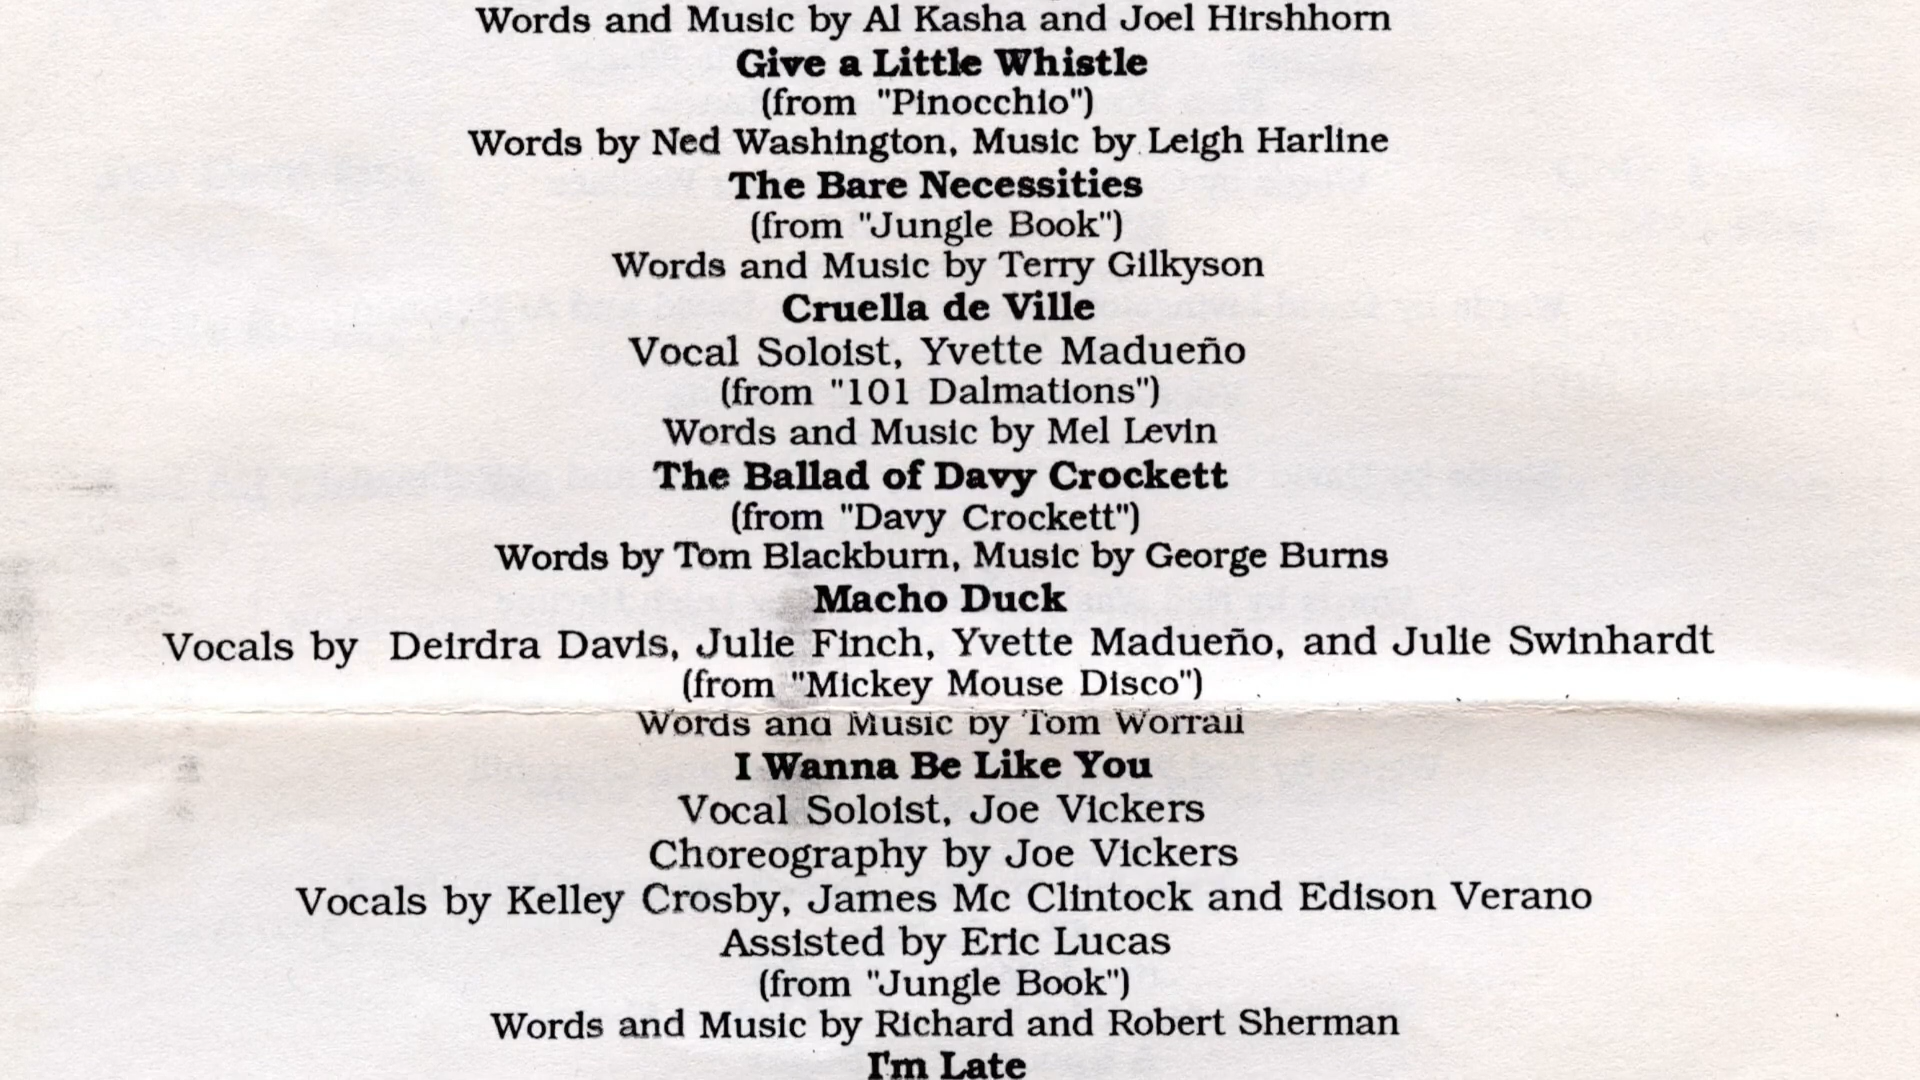 Words and Music by Al Kasha and Joel Hirshhorn
Give a Little Whistle
(from "Pinocchio")
Words by Ned Washington, Music by Leigh Harline
The Bare Necessities
(from "Jungle Book")
Words and Music by Terry Gilkyson
Cruella de Ville
Vocal Soloist, Yvette Madueño
(from "101 Dalmations")
Words and Music by Mel Levin
The Ballad of Davy Crockett
(from "Davy Crockett")
Words by Tom Blackburn, Music by George Burns
Macho Duck
Vocals by Deirdra Davis, Julie Finch, Yvette Madueño, and Julie Swinhardt
(from "Mickey Mouse Disco")
Words and Music by Tom Worrall
I Wanna Be Like You
Vocal Soloist, Joe Vickers
Choreography by Joe Vickers
Vocals by Kelley Crosby, James Mc Clintock and Edison Verano
Assisted by Eric Lucas
(from "Jungle Book")
Words and Music by Richard and Robert Sherman
I'm Late